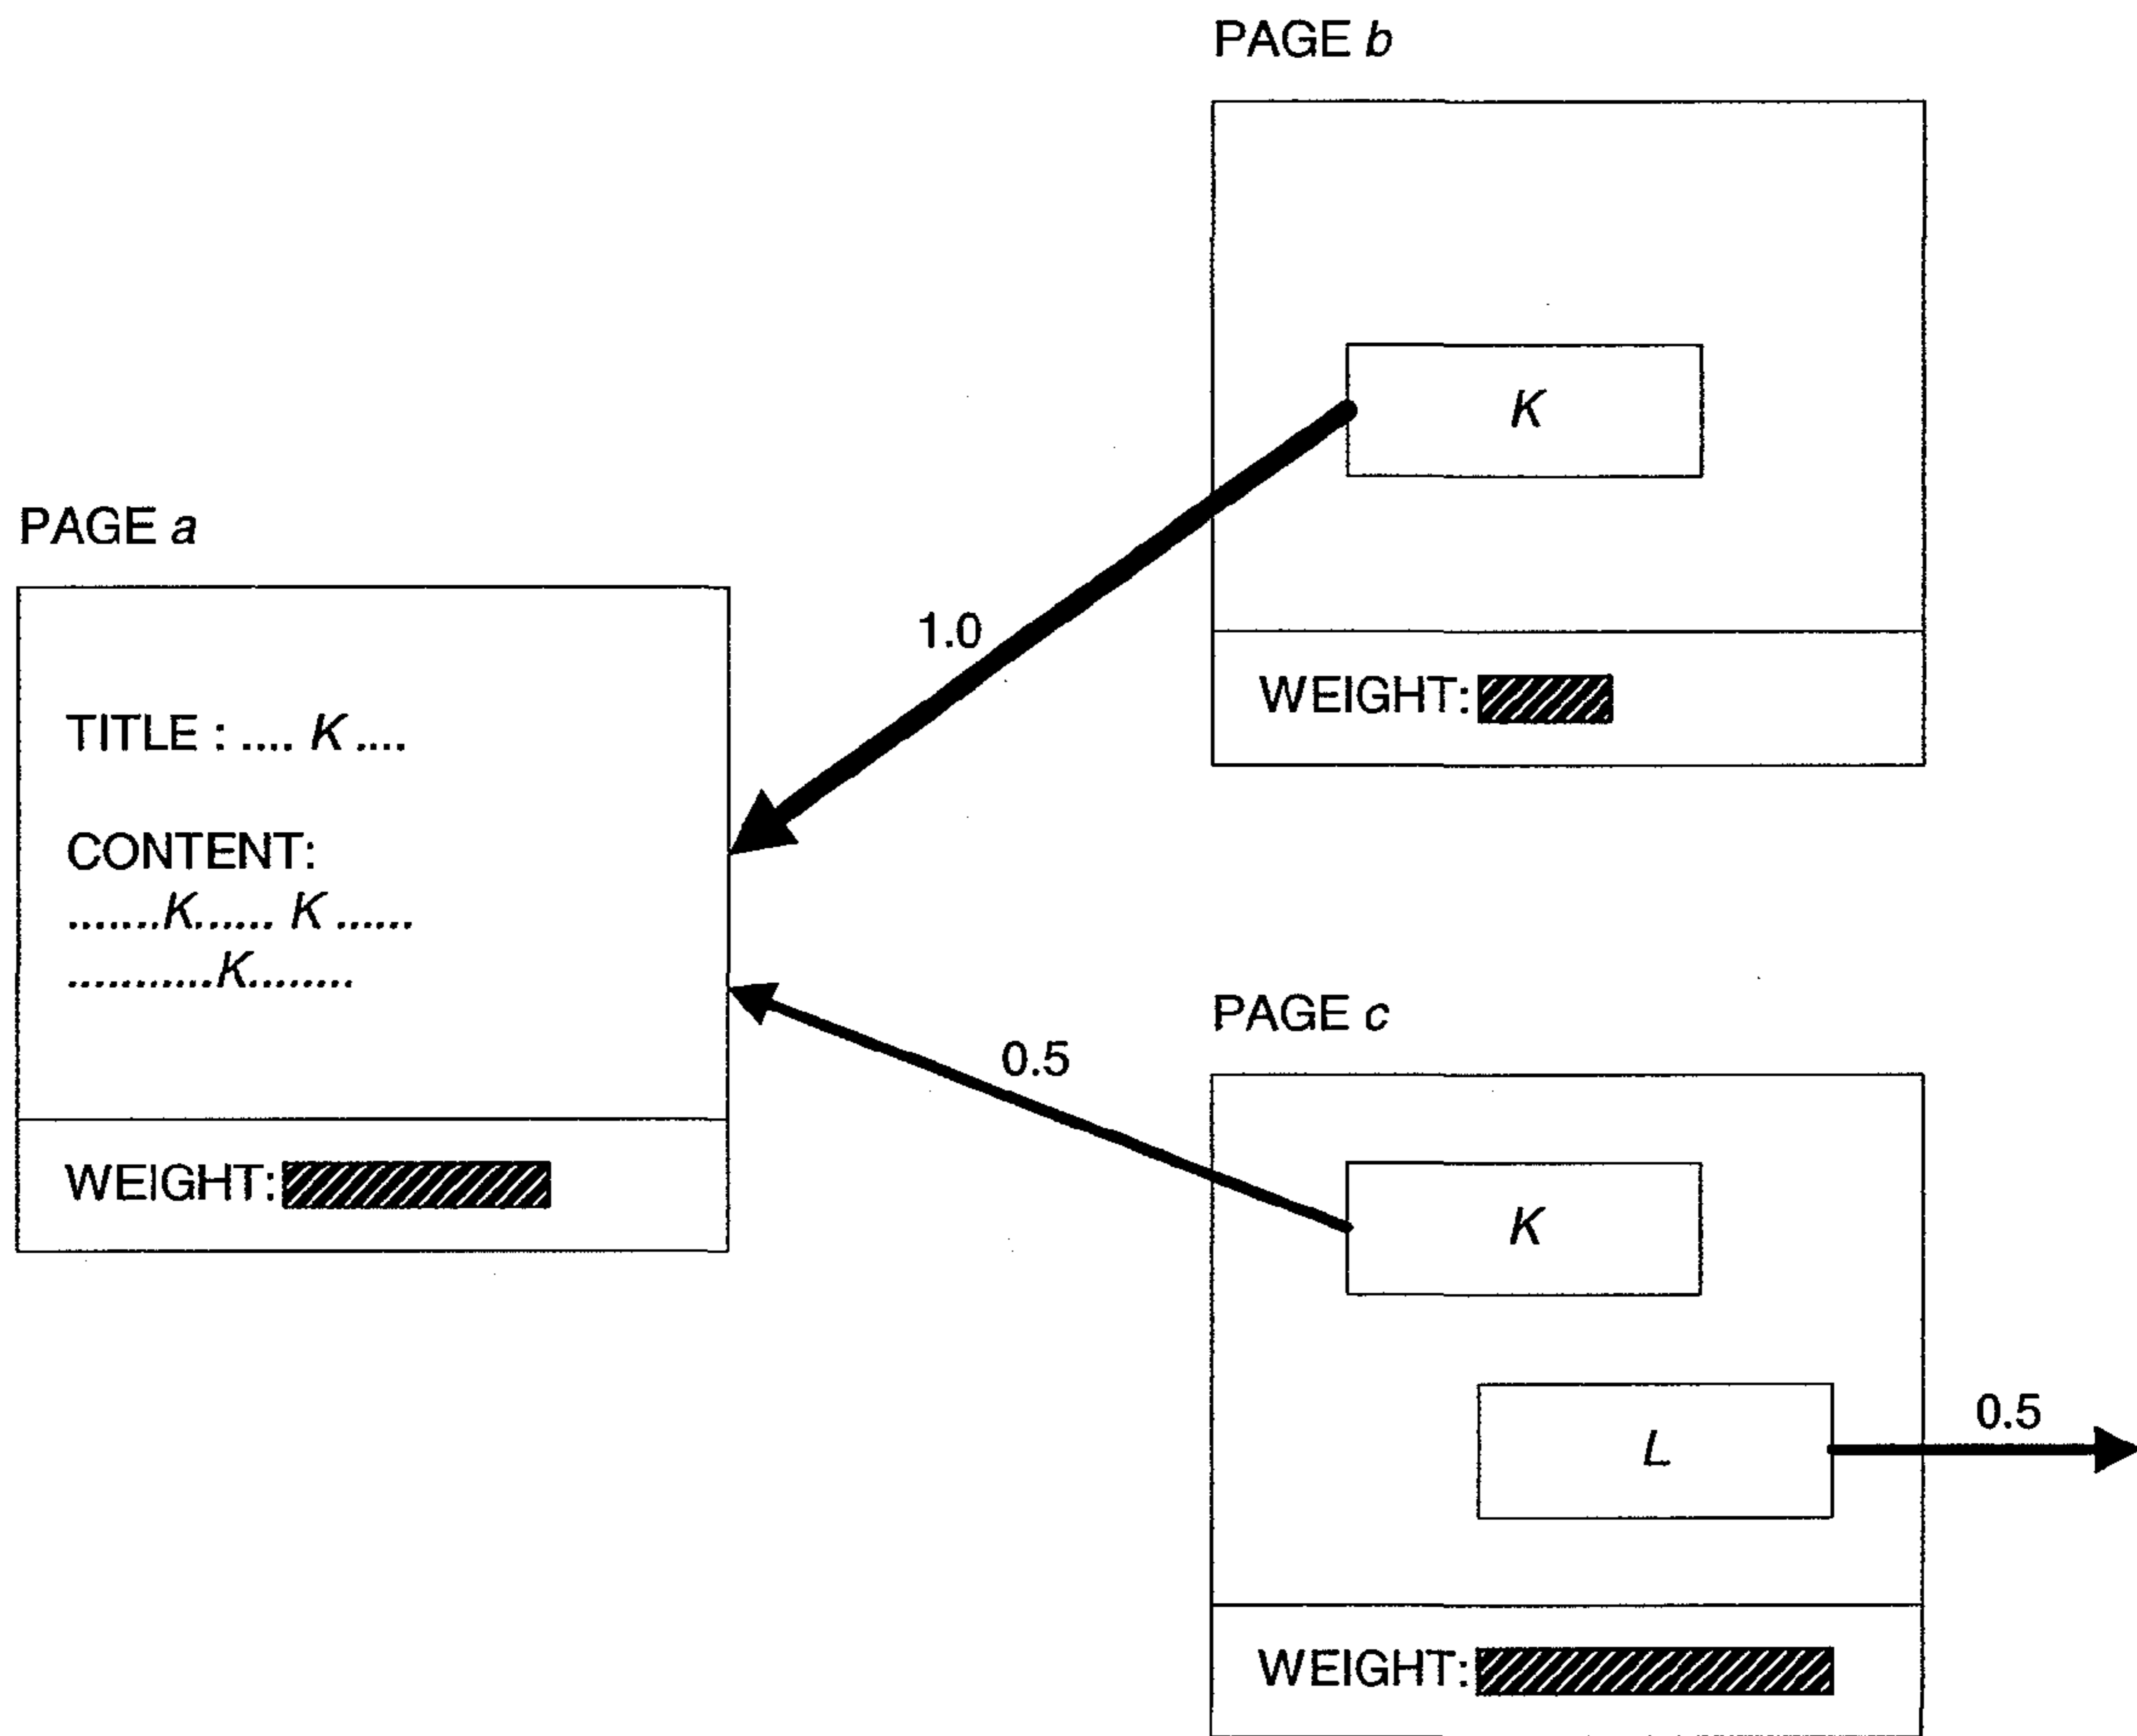 PAGE b
K
1.0
WEIGHT:
PAGE a
TITLE : .... K ....
CONTENT:
.......K...... K ......
...........K........
WEIGHT:
PAGE c
0.5
K
L
0.5
WEIGHT: